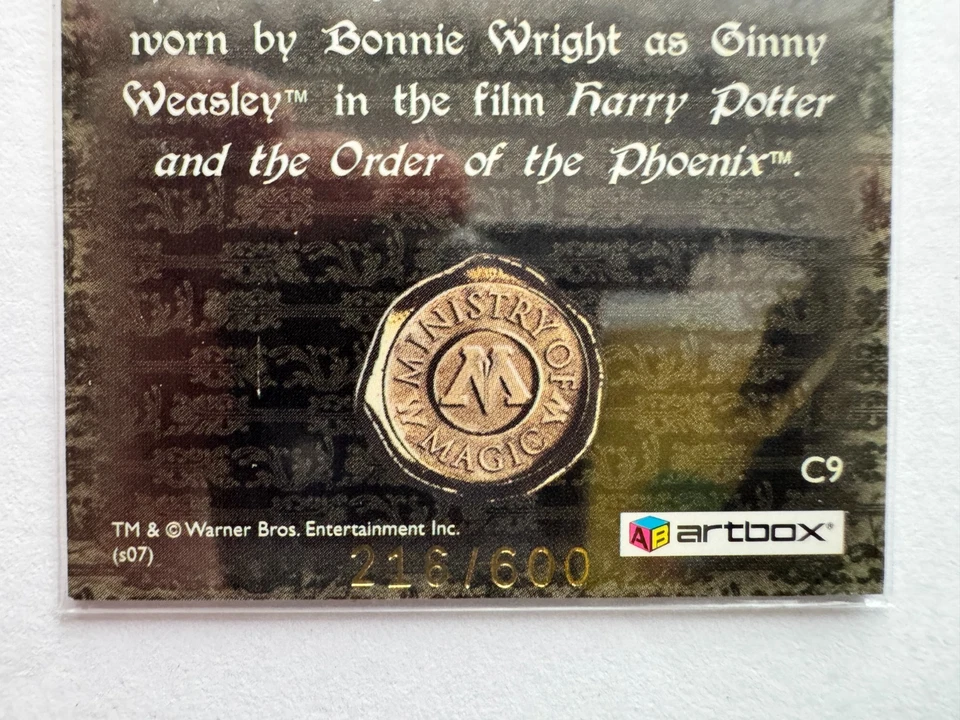 worn by Bonnie Wright as Ginny
Weasley™ in the film Harry Potter
and the Order of the Phoenix™.
MINISTRY OF
MAGIC
M
C9
TM & © Warner Bros. Entertainment Inc.
(s07)
216/600
AB artbox®